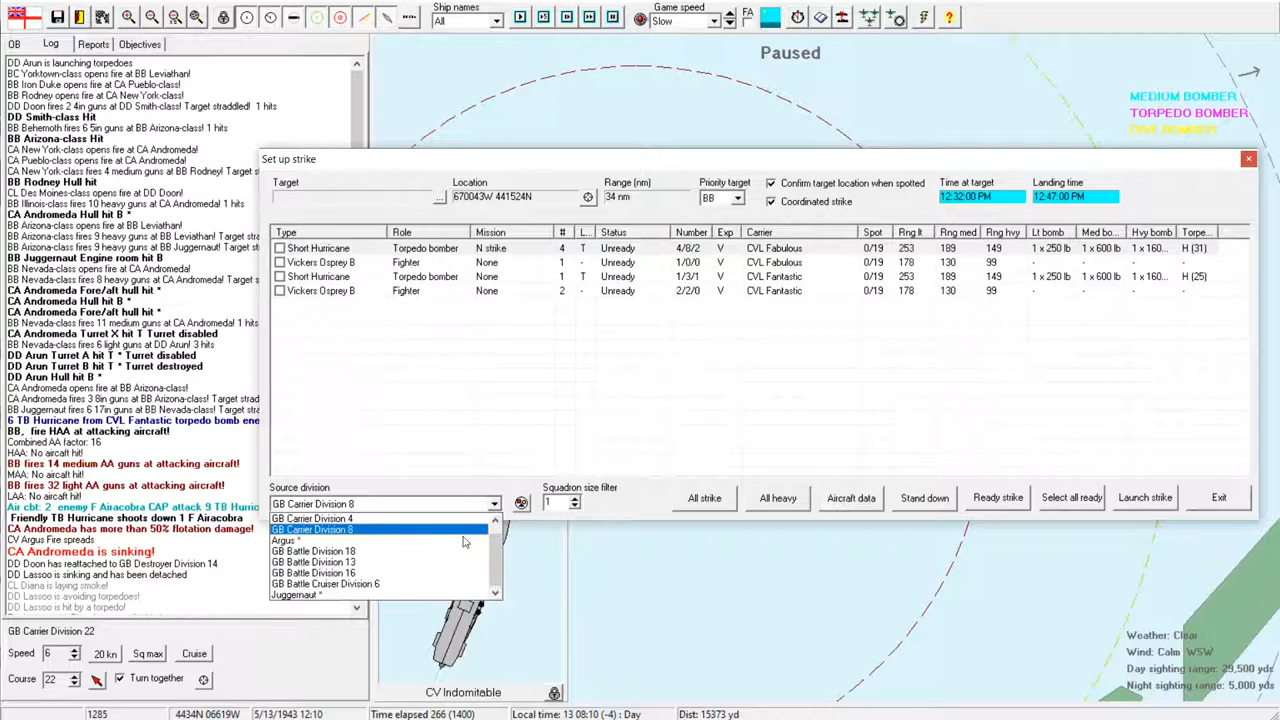 Ship names
All
Game speed
Slow
FA
OB Log Reports Objectives
DD Arun is launching torpedoes
BC Yorktown-class opens fire at BB Leviathan!
BB Iron Duke opens fire at CA Pueblo-class!
BB Rodney opens fire at CA New York-class!
DD Doon fires 2 4in guns at DD Smith-class! Target straddled! 1 hits
DD Smith-class Hit
BB Behemoth fires 6 5in guns at BB Arizona-class! 1 hits
BB Arizona-class Hit
CA New York-class opens fire at CA Andromeda!
CA Pueblo-class opens fire at CA Andromeda!
CA New York-class fires 4 medium guns at BB Rodney! Target
BB Rodney Hull hit
CL Des Moines-class opens fire at DD Doon!
BB Illinois-class fires 10 heavy guns at CA Andromeda! 1 hits
CA Andromeda Hull hit B *
BB Arizona-class opens fire at BB Leviathan!
BB Arizona-class fires 9 heavy guns at BB Juggernaut! Target
BB Juggernaut Engine room hit B
BB Nevada-class opens fire at CA Andromeda!
BB Nevada-class fires 8 heavy guns at CA Andromeda! Target
CA Andromeda Fore/aft hull hit *
CA Andromeda Fore/aft hull hit *
BB Nevada-class fires 11 medium guns at CA Andromeda! 1 hits
CA Andromeda Turret X hit T * Turret disabled
BB Nevada-class fires 6 light guns at DD Arun! 3 hits
DD Arun Turret A hit T * Turret disabled
DD Arun Turret B hit T * Turret destroyed
DD Arun Hull hit B *
CA Andromeda opens fire at BB Arizona-class!
CA Andromeda fires 3 8in guns at BB Arizona-class! Target
BB Juggernaut fires 6 17in guns at BB Nevada-class! Target st
6 TB Hurricane from CVL Fantastic torpedo bomb ene
BB, fire HAA at attacking aircraft!
Combined AA factor: 16
HAA: No aircraft hit!
BB fires 14 medium AA guns at attacking aircraft!
MAA: No aircraft hit!
BB fires 32 light AA guns at attacking aircraft!
LAA: No aircraft hit!
Air cbt: 2 enemy F Airacobra CAP attack 9 TB Hurric
Friendly TB Hurricane shoots down 1 F Airacobra
CA Andromeda has more than 50% flotation damage!
CV Argus Fire spreads
CA Andromeda is sinking!
DD Doon has reattached to GB Destroyer Division 14
DD Lassoo is sinking and has been detached
CL Diana is laying smoke!
DD Lassoo is avoiding torpedoes!
DD Lassoo is hit by a torpedo!
GB Carrier Division 22
Speed 6 20 kn Sq max Cruise
Course 22 Turn together
Paused
MEDIUM BOMBER
TORPEDO BOMBER
DIVE BOMBER
Set up strike
Target Location Range (nm) Priority target Confirm target location when spotted Time at target Landing time
... 670043W 441524N 34 nm BB Coordinated strike 12:32:00 PM 12:47:00 PM
Type Role Mission # L... Status Number Exp Carrier Spot Rng lt Rng med Rng hvy Lt bomb Med bo... Hvy bomb Torpe...
Short Hurricane Torpedo bomber N strike 4 T Unready 4/8/2 V CVL Fabulous 0/19 253 189 149 1 x 250 lb 1 x 600 lb 1 x 160... H (31)
Vickers Osprey B Fighter None 1 - Unready 1/0/0 V CVL Fabulous 0/19 178 130 99 - - - -
Short Hurricane Torpedo bomber None 1 T Unready 1/3/1 V CVL Fantastic 0/19 253 189 149 1 x 250 lb 1 x 600 lb 1 x 160... H (25)
Vickers Osprey B Fighter None 2 - Unready 2/2/0 V CVL Fantastic 0/19 178 130 99 - - - -
Source division Squadron size filter
GB Carrier Division 8 1 All strike All heavy Aircraft data Stand down Ready strike Select all ready Launch strike Exit
GB Carrier Division 4
GB Carrier Division 8
Argus *
GB Battle Division 18
GB Battle Division 13
GB Battle Division 16
GB Battle Cruiser Division 6
Juggernaut *
CV Indomitable
Weather: Clear
Wind: Calm WSW
Day sighting range: 29,500 yds
Night sighting range: 5,000 yds
1285 4434N 06619W 5/13/1943 12:10 Time elapsed 266 (1400) Local time: 13 08:10 (-4) : Day Dist: 15373 yd